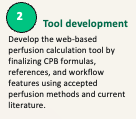 2
Tool development
Develop the web-based
perfusion calculation tool by
finalizing CPB formulas,
references, and workflow
features using accepted
perfusion methods and current
literature.